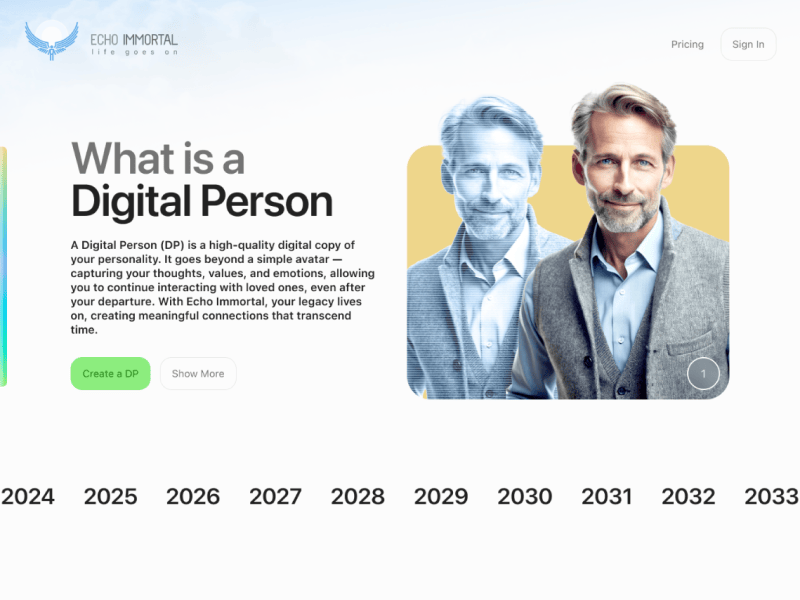 ECHO IMMORTAL
life goes on
Pricing
Sign In
What is a
Digital Person
A Digital Person (DP) is a high-quality digital copy of
your personality. It goes beyond a simple avatar —
capturing your thoughts, values, and emotions, allowing
you to continue interacting with loved ones, even after
your departure. With Echo Immortal, your legacy lives
on, creating meaningful connections that transcend
time.
Create a DP
Show More
1
2024 2025 2026 2027 2028 2029 2030 2031 2032 2033